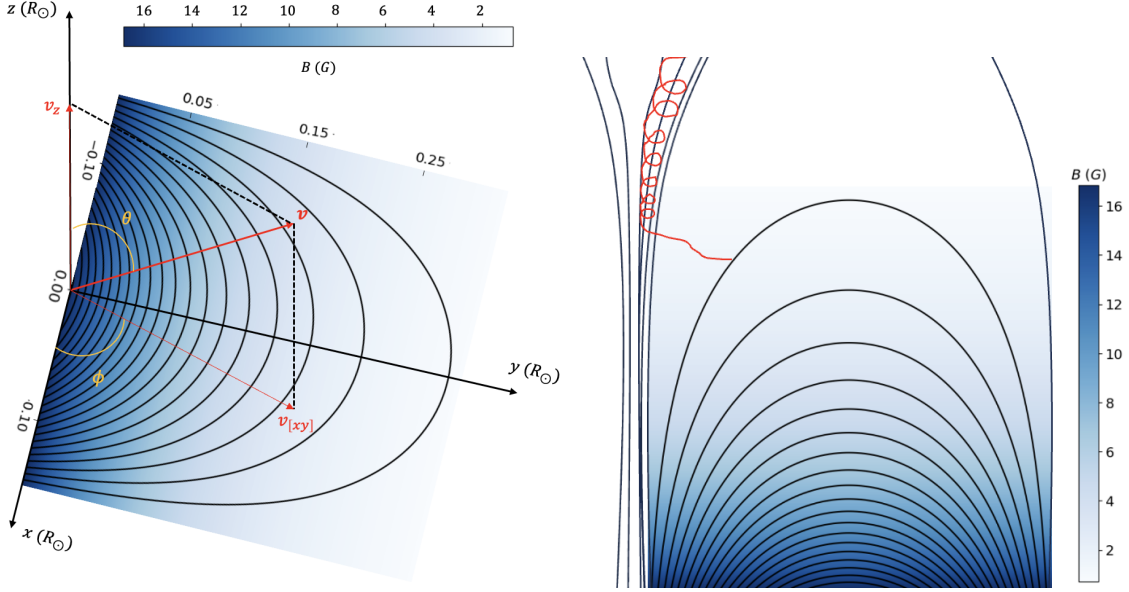 z (R⊙)
16 14 12 10 8 6 4 2
B (G)
v_z
0.05
0.15
0.25
−0.10
θ
v
0.00
ϕ
y (R⊙)
v_[xy]
0.10
x (R⊙)
B (G)
16
14
12
10
8
6
4
2